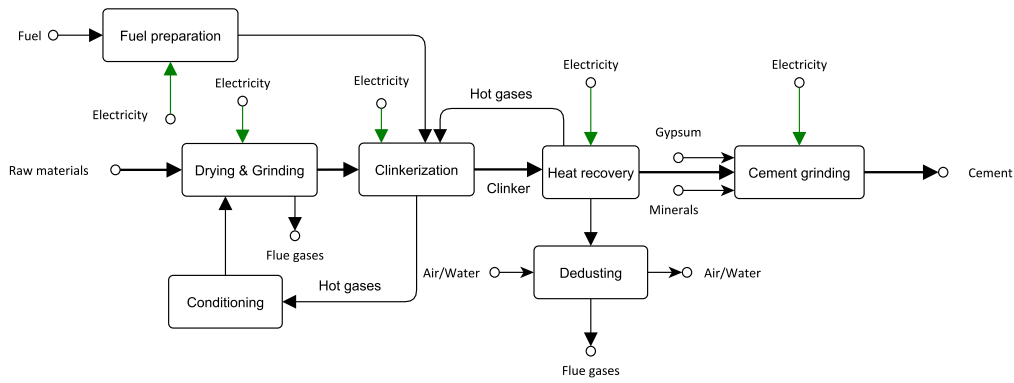 Fuel
Fuel preparation
Electricity
Electricity
Electricity
Electricity
Electricity
Hot gases
Gypsum
Raw materials
Drying & Grinding
Clinkerization
Clinker
Heat recovery
Cement grinding
Cement
Minerals
Flue gases
Air/Water
Dedusting
Air/Water
Hot gases
Conditioning
Flue gases